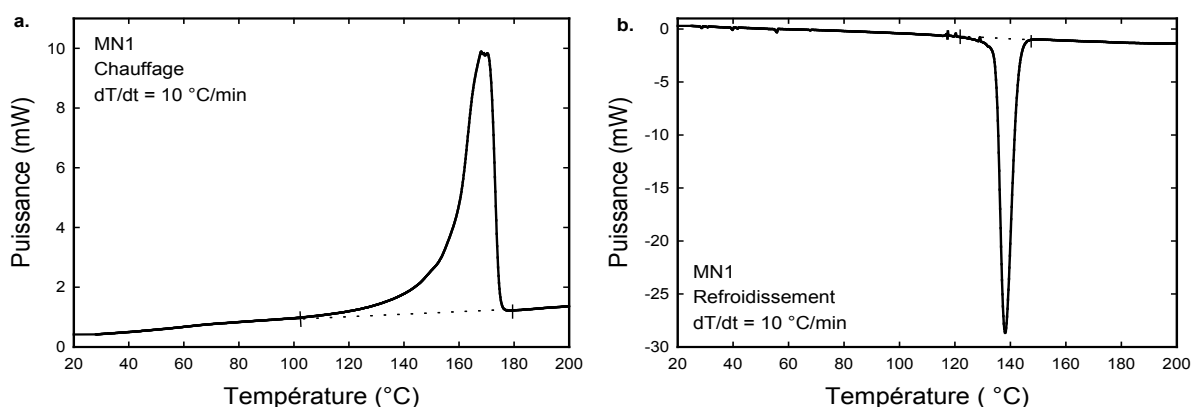 a.
MN1
Chauffage
dT/dt = 10 °C/min
Puissance (mW)
10
8
6
4
2
0
20 40 60 80 100 120 140 160 180 200
Température (°C)
b.
MN1
Refroidissement
dT/dt = 10 °C/min
Puissance (mW)
0
-5
-10
-15
-20
-25
-30
20 40 60 80 100 120 140 160 180 200
Température ( °C)